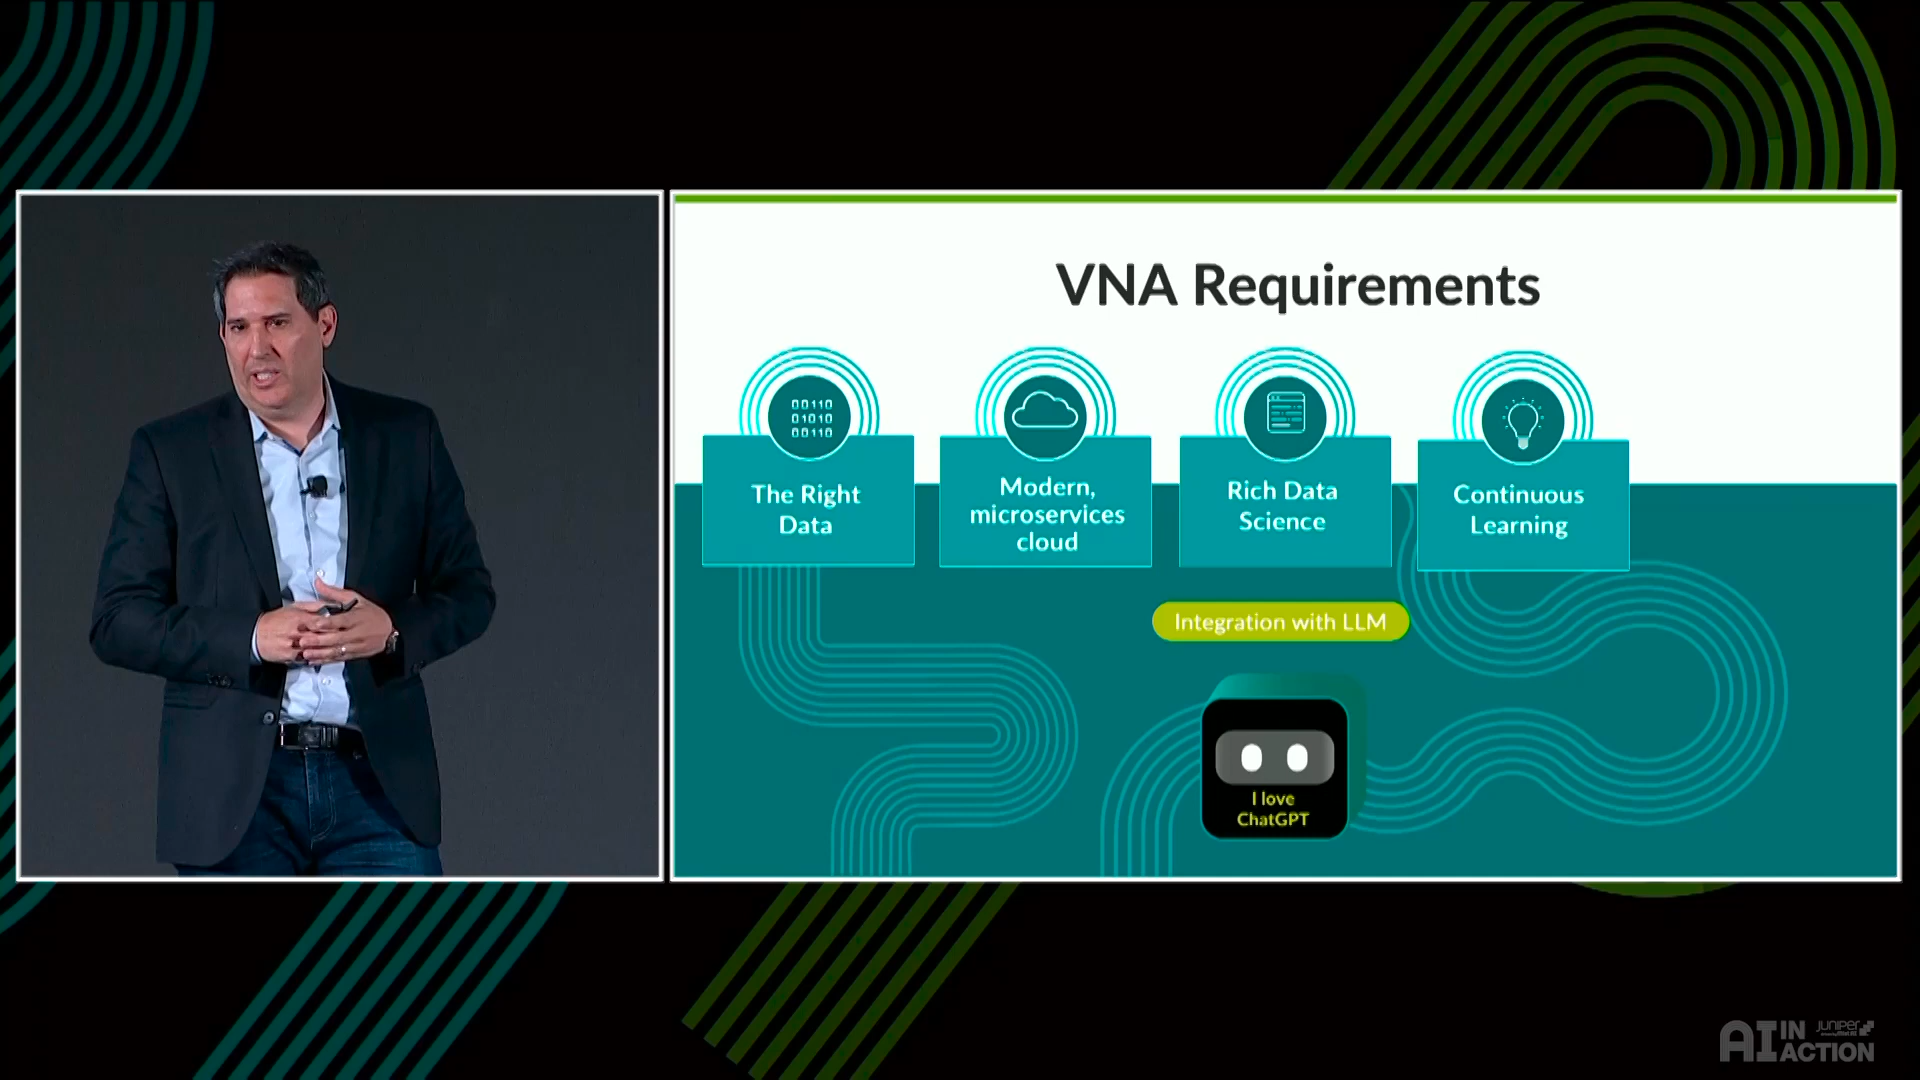 VNA Requirements
00110
01010
00110
The Right
Data
Modern,
microservices
cloud
Rich Data
Science
Continuous
Learning
Integration with LLM
I love
ChatGPT
AI IN ACTION
JUNIPEr